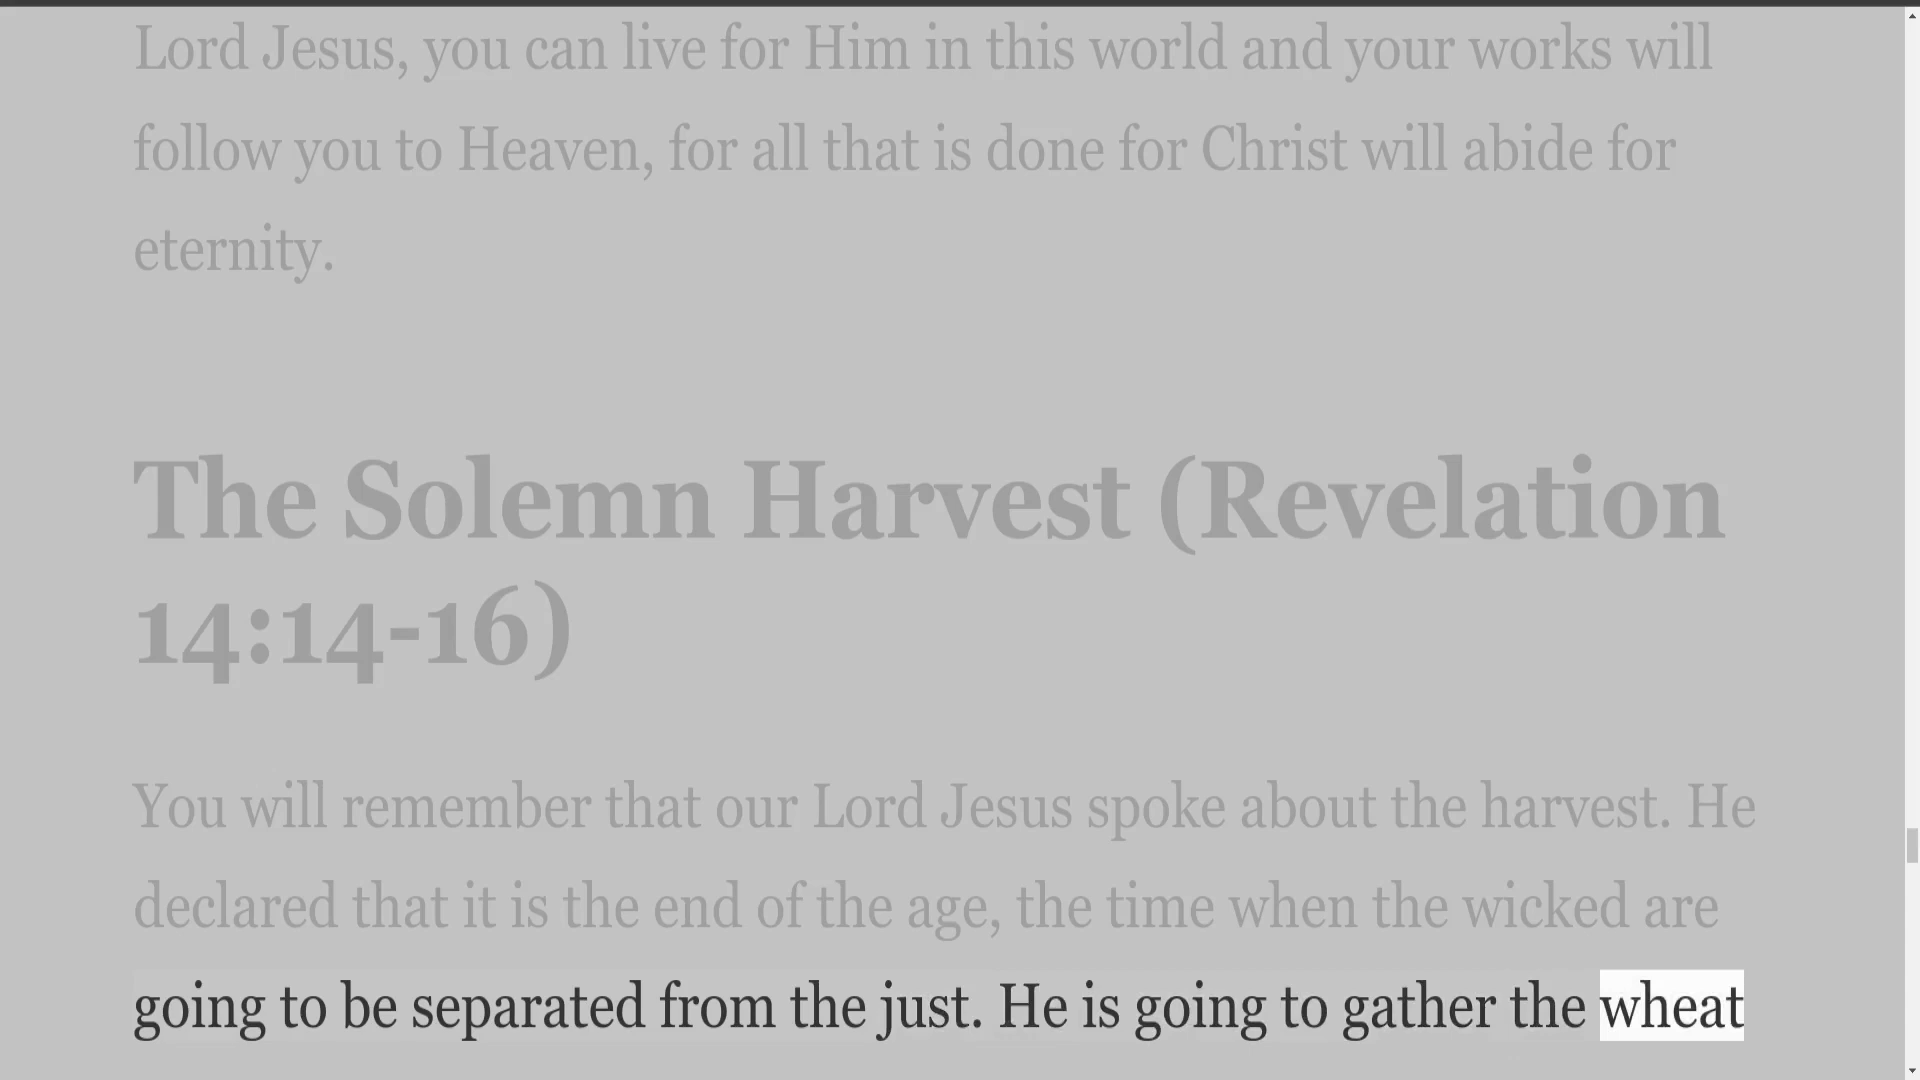 Lord Jesus, you can live for Him in this world and your works will
follow you to Heaven, for all that is done for Christ will abide for
eternity.
The Solemn Harvest (Revelation
14:14-16)
You will remember that our Lord Jesus spoke about the harvest. He
declared that it is the end of the age, the time when the wicked are
going to be separated from the just. He is going to gather the wheat